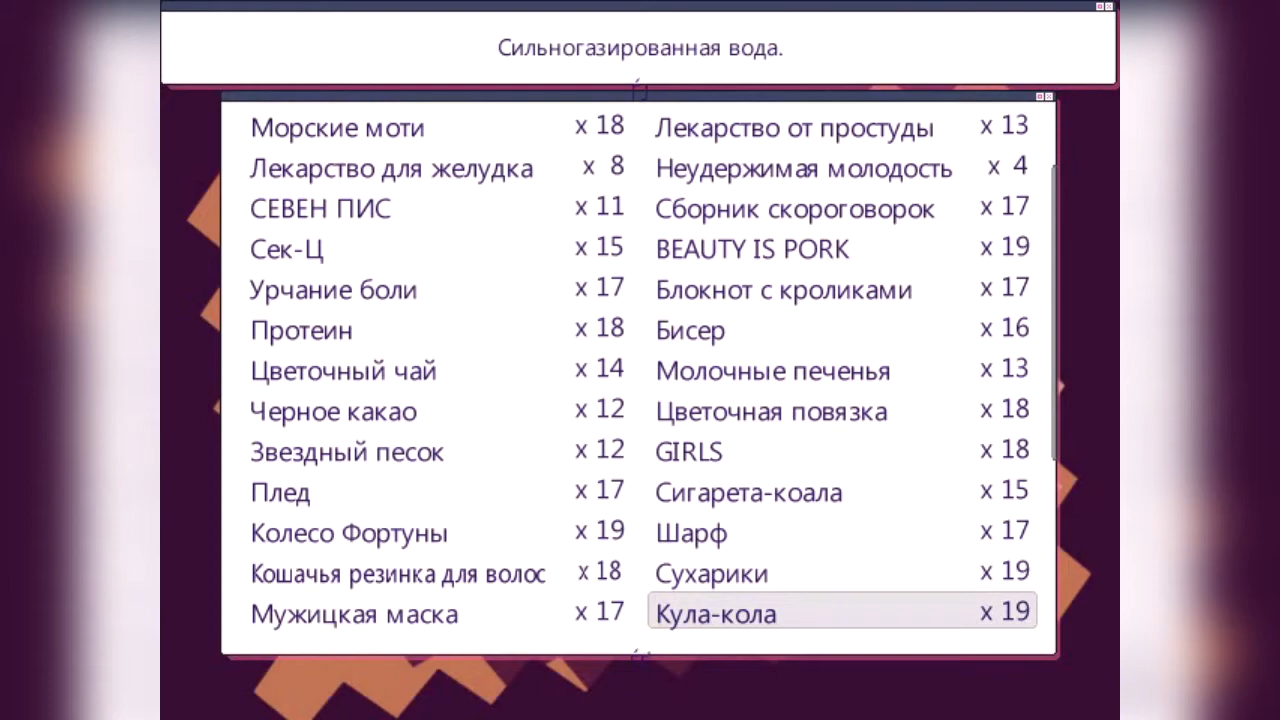 Сильногазированная вода.
Морские моти x 18 Лекарство от простуды x 13
Лекарство для желудка x 8 Неудержимая молодость x 4
СЕВЕН ПИС x 11 Сборник скороговорок x 17
Сек-Ц x 15 BEAUTY IS PORK x 19
Урчание боли x 17 Блокнот с кроликами x 17
Протеин x 18 Бисер x 16
Цветочный чай x 14 Молочные печенья x 13
Черное какао x 12 Цветочная повязка x 18
Звездный песок x 12 GIRLS x 18
Плед x 17 Сигарета-коала x 15
Колесо Фортуны x 19 Шарф x 17
Кошачья резинка для волос x 18 Сухарики x 19
Мужицкая маска x 17 Кула-кола x 19